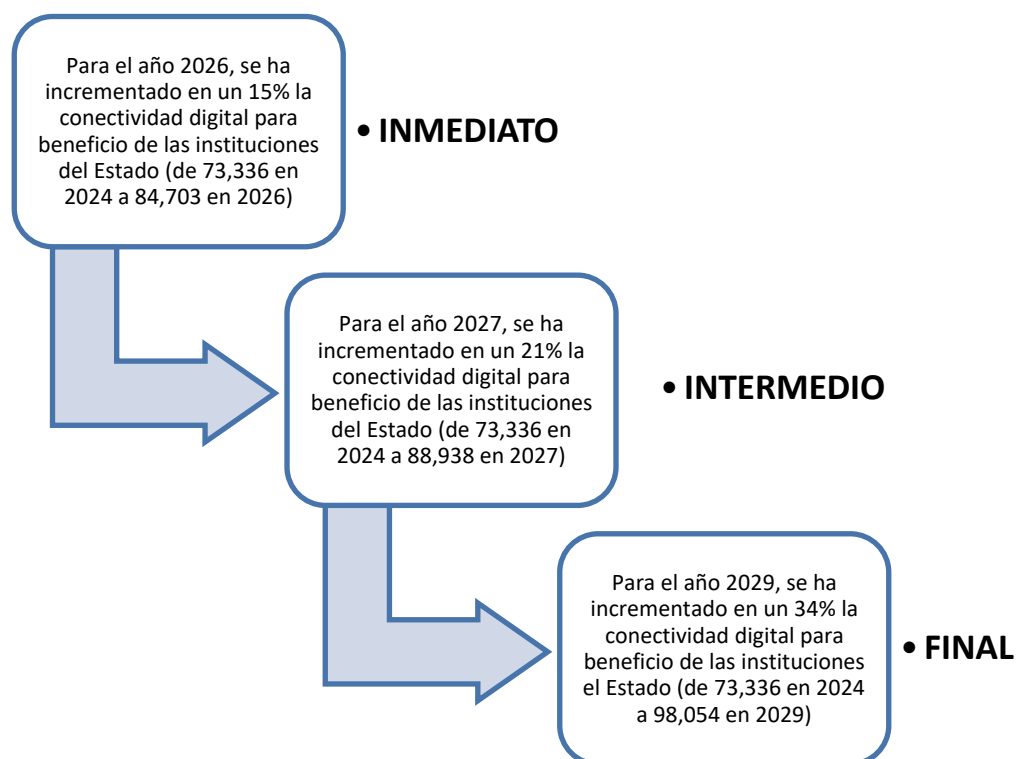 Para el año 2026, se ha
incrementado en un 15% la
conectividad digital para
beneficio de las instituciones
del Estado (de 73,336 en
2024 a 84,703 en 2026)
• INMEDIATO
Para el año 2027, se ha
incrementado en un 21% la
conectividad digital para
beneficio de las instituciones
del Estado (de 73,336 en
2024 a 88,938 en 2027)
• INTERMEDIO
Para el año 2029, se ha
incrementado en un 34% la
conectividad digital para
beneficio de las instituciones
el Estado (de 73,336 en 2024
a 98,054 en 2029)
• FINAL